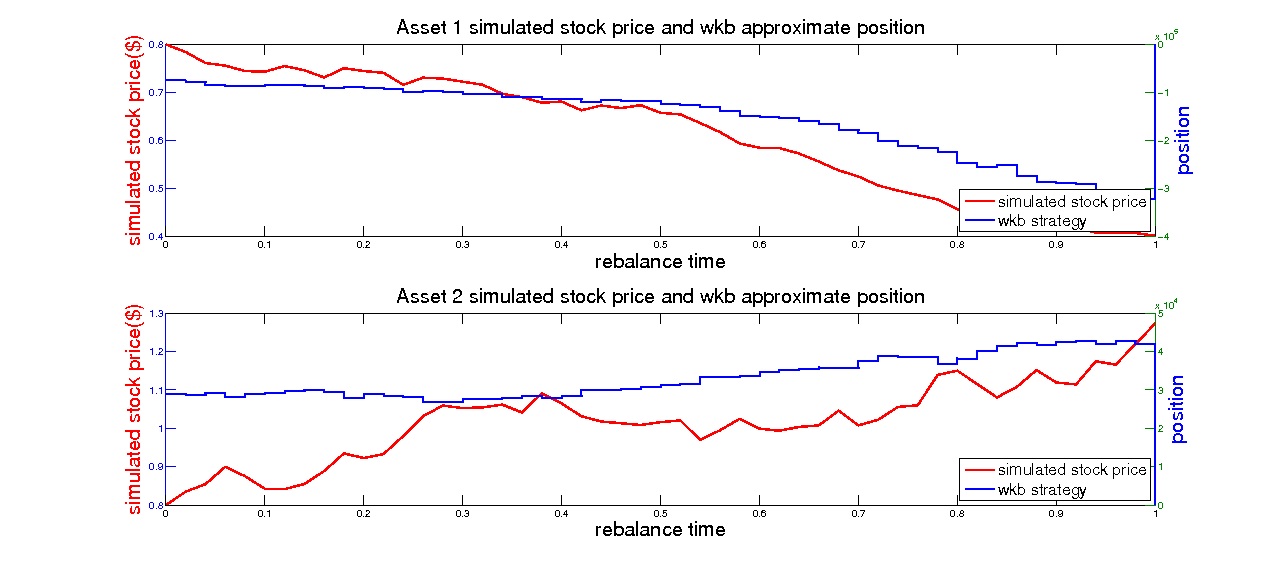 Asset 1 simulated stock price and wkb approximate position
x 10^5
simulated stock price($)
0.8
0.7
0.6
0.5
0.4
0
-1
-2
-3
-4
position
simulated stock price
wkb strategy
0 0.1 0.2 0.3 0.4 0.5 0.6 0.7 0.8 0.9 1
rebalance time
Asset 2 simulated stock price and wkb approximate position
x 10^4
simulated stock price($)
1.3
1.2
1.1
1
0.9
0.8
5
4
3
2
1
0
position
simulated stock price
wkb strategy
0 0.1 0.2 0.3 0.4 0.5 0.6 0.7 0.8 0.9 1
rebalance time